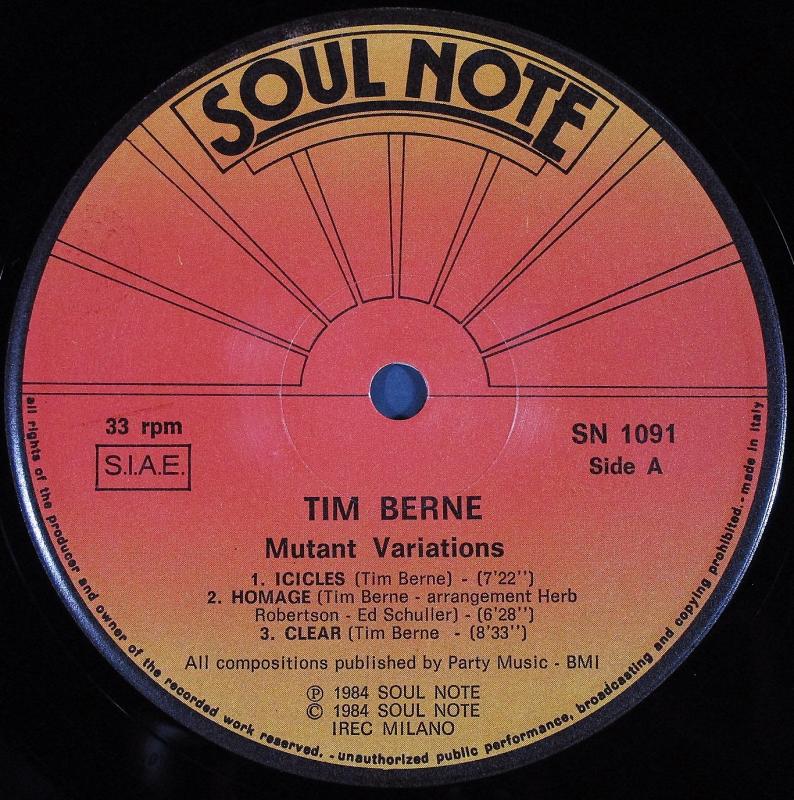 SOUL NOTE
33 rpm
S.I.A.E.
SN 1091
Side A
TIM BERNE
Mutant Variations
1. ICICLES (Tim Berne) - (7'22")
2. HOMAGE (Tim Berne - arrangement Herb
Robertson - Ed Schuller) - (6'28")
3. CLEAR (Tim Berne - (8'33")
All compositions published by Party Music - BMI
℗ 1984 SOUL NOTE
© 1984 SOUL NOTE
IREC MILANO
all rights of the producer and owner of the recorded work reserved. - unauthorized public performance, broadcasting and copying prohibited. - made in italy